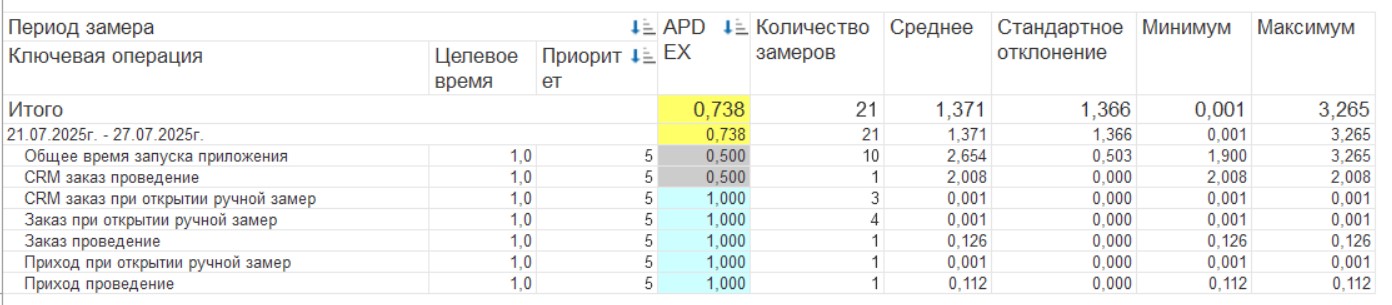 Период замера APD EX Количество замеров Среднее Стандартное отклонение Минимум Максимум
Ключевая операция Целевое время Приорит ет
Итого 0,738 21 1,371 1,366 0,001 3,265
21.07.2025г. - 27.07.2025г. 0,738 21 1,371 1,366 0,001 3,265
Общее время запуска приложения 1,0 5 0,500 10 2,654 0,503 1,900 3,265
CRM заказ проведение 1,0 5 0,500 1 2,008 0,000 2,008 2,008
CRM заказ при открытии ручной замер 1,0 5 1,000 3 0,001 0,000 0,001 0,001
Заказ при открытии ручной замер 1,0 5 1,000 4 0,001 0,000 0,001 0,001
Заказ проведение 1,0 5 1,000 1 0,126 0,000 0,126 0,126
Приход при открытии ручной замер 1,0 5 1,000 1 0,001 0,000 0,001 0,001
Приход проведение 1,0 5 1,000 1 0,112 0,000 0,112 0,112